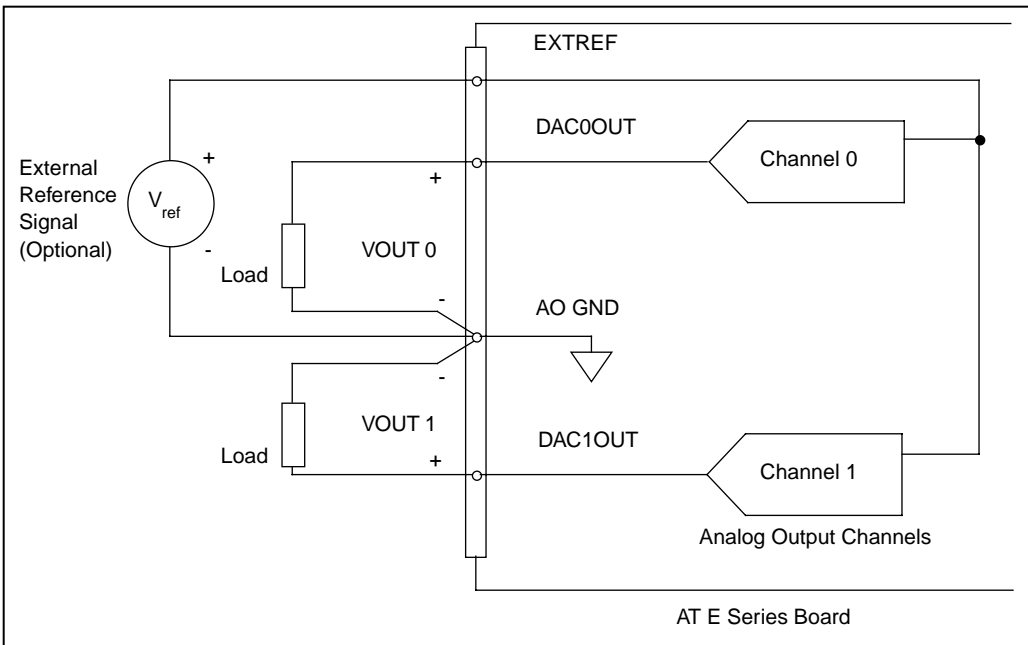 EXTREF
DAC0OUT
Channel 0
External
Reference
Signal
(Optional)
+
Vref
-
+
VOUT 0
Load
-
AO GND
-
VOUT 1
Load
+
DAC1OUT
Channel 1
Analog Output Channels
AT E Series Board